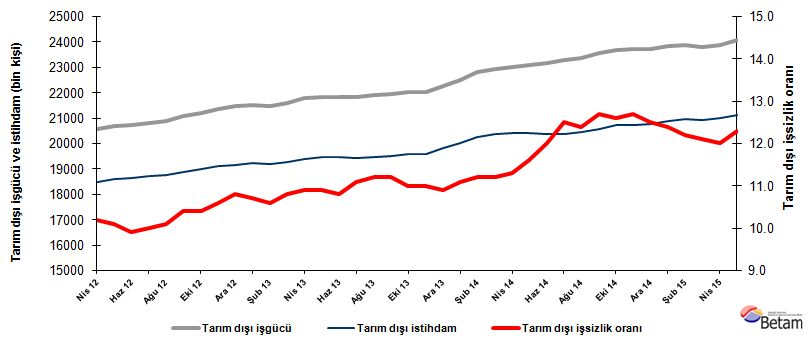 Tarım dışı işgücü ve istihdam (bin kişi)
25000
24000
23000
22000
21000
20000
19000
18000
17000
16000
15000
15.0
14.0
13.0
12.0
11.0
10.0
9.0
Tarım dışı işsizlik oranı
Nis 12
Haz 12
Ağu 12
Eki 12
Ara 12
Şub 13
Nis 13
Haz 13
Ağu 13
Eki 13
Ara 13
Şub 14
Nis 14
Haz 14
Ağu 14
Eki 14
Ara 14
Şub 15
Nis 15
Tarım dışı işgücü
Tarım dışı istihdam
Tarım dışı işsizlik oranı
Betam